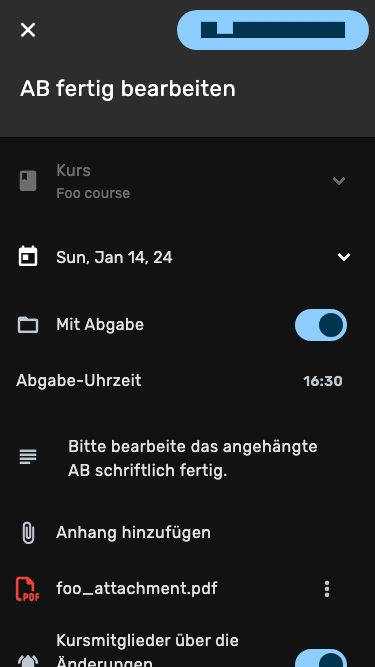 AB fertig bearbeiten
Kurs
Foo course
Sun, Jan 14, 24
Mit Abgabe
Abgabe-Uhrzeit
16:30
Bitte bearbeite das angehängte
AB schriftlich fertig.
Anhang hinzufügen
PDF
foo_attachment.pdf
Kursmitglieder über die
Änderungen